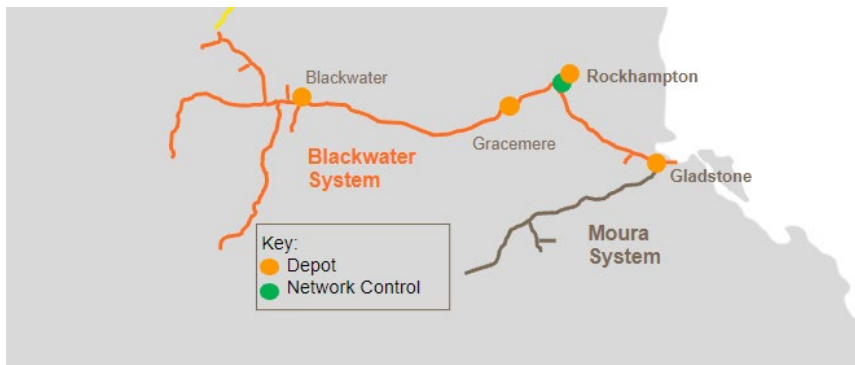 Blackwater
Rockhampton
Gracemere
Blackwater
System
Gladstone
Moura
System
Key:
Depot
Network Control